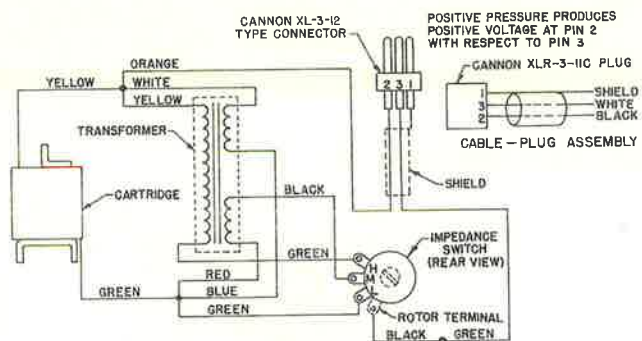 CANNON XL-3-12
TYPE CONNECTOR
POSITIVE PRESSURE PRODUCES
POSITIVE VOLTAGE AT PIN 2
WITH RESPECT TO PIN 3
CANNON XLR-3-11C PLUG
ORANGE
YELLOW
WHITE
YELLOW
2 3 1
1
3
2
SHIELD
WHITE
BLACK
CABLE-PLUG ASSEMBLY
TRANSFORMER
SHIELD
CARTRIDGE
BLACK
GREEN
IMPEDANCE
SWITCH
(REAR VIEW)
H
M
L
RED
GREEN
BLUE
GREEN
ROTOR TERMINAL
BLACK
GREEN